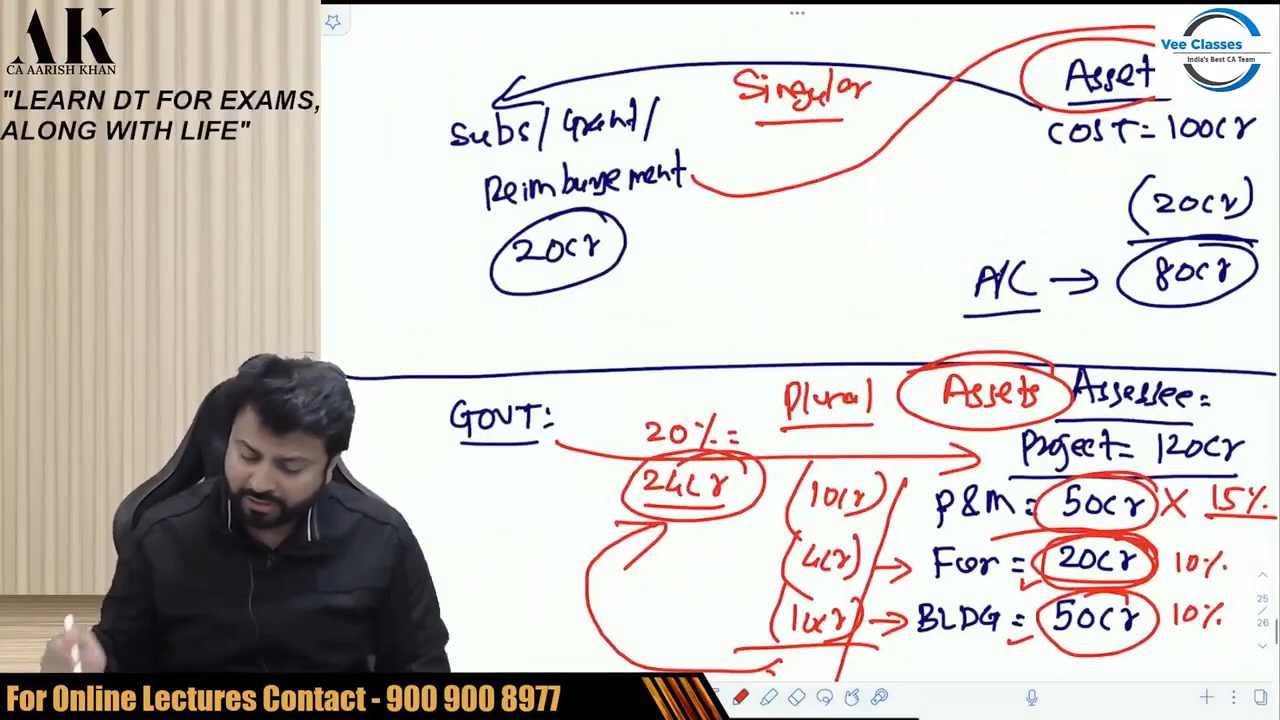 AK
CA AARISH KHAN
"LEARN DT FOR EXAMS,
ALONG WITH LIFE"
Vee Classes
India's Best CA Team
Singular
Asset
COST = 100cr
Subs/Grant/
Reimbursement
20cr
(20cr)
A/C → 80cr
GOVT:
Plural
Assets
Assessee =
20% =
24cr
Project = 120cr
(10cr)
P&M = 50cr X 15%
(4cr) → Fur = 20cr 10%
(10cr) → BLDG = 50cr 10%
25
/
26
For Online Lectures Contact - 900 900 8977